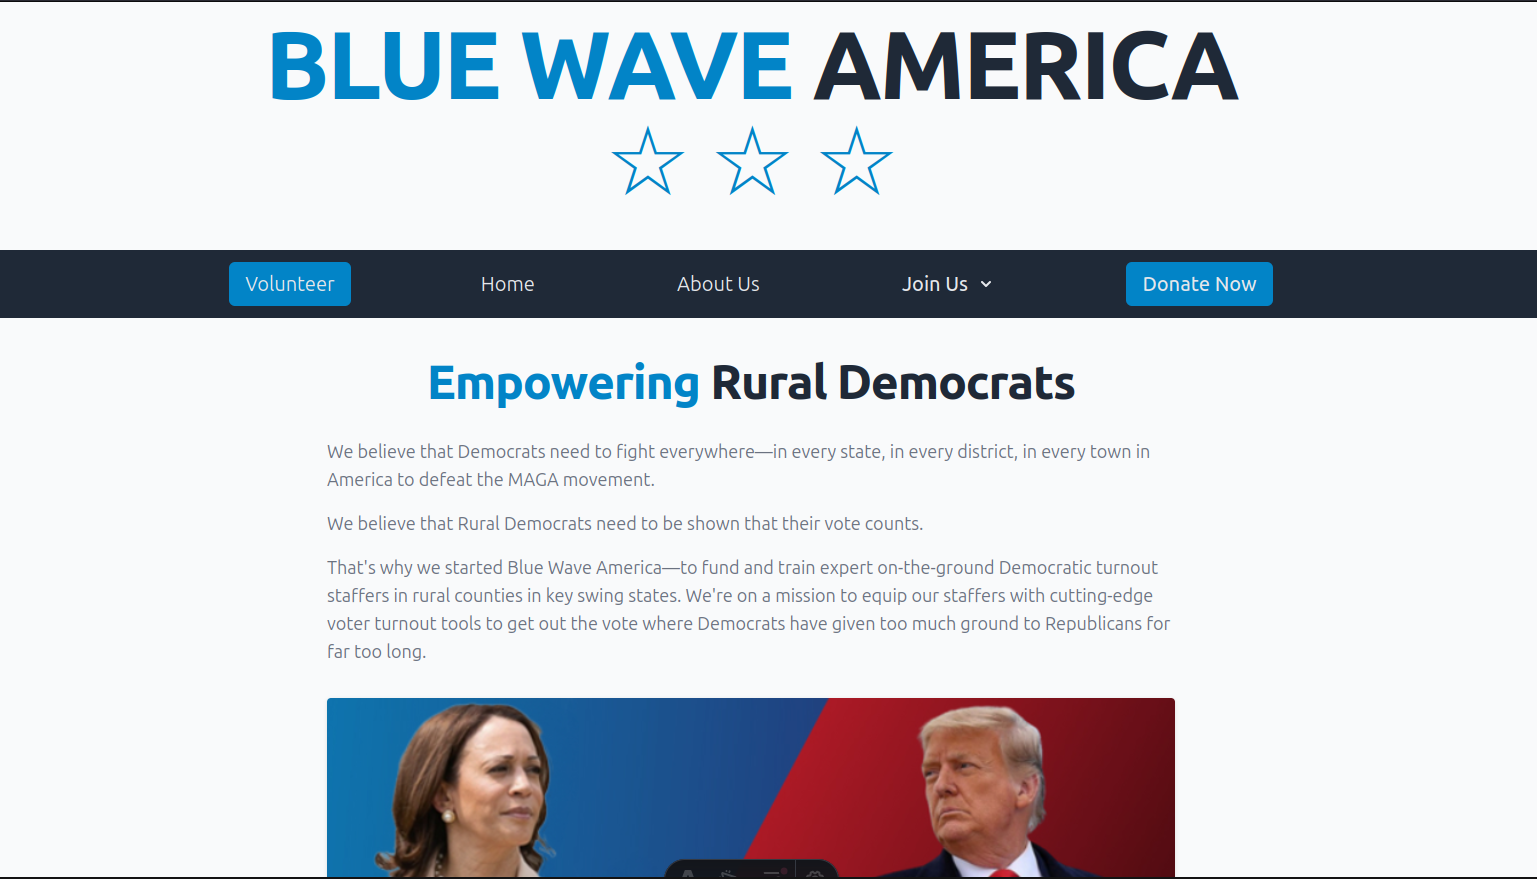 BLUE WAVE AMERICA
Volunteer
Home
About Us
Join Us
Donate Now
Empowering Rural Democrats
We believe that Democrats need to fight everywhere—in every state, in every district, in every town in
America to defeat the MAGA movement.
We believe that Rural Democrats need to be shown that their vote counts.
That's why we started Blue Wave America—to fund and train expert on-the-ground Democratic turnout
staffers in rural counties in key swing states. We're on a mission to equip our staffers with cutting-edge
voter turnout tools to get out the vote where Democrats have given too much ground to Republicans for
far too long.